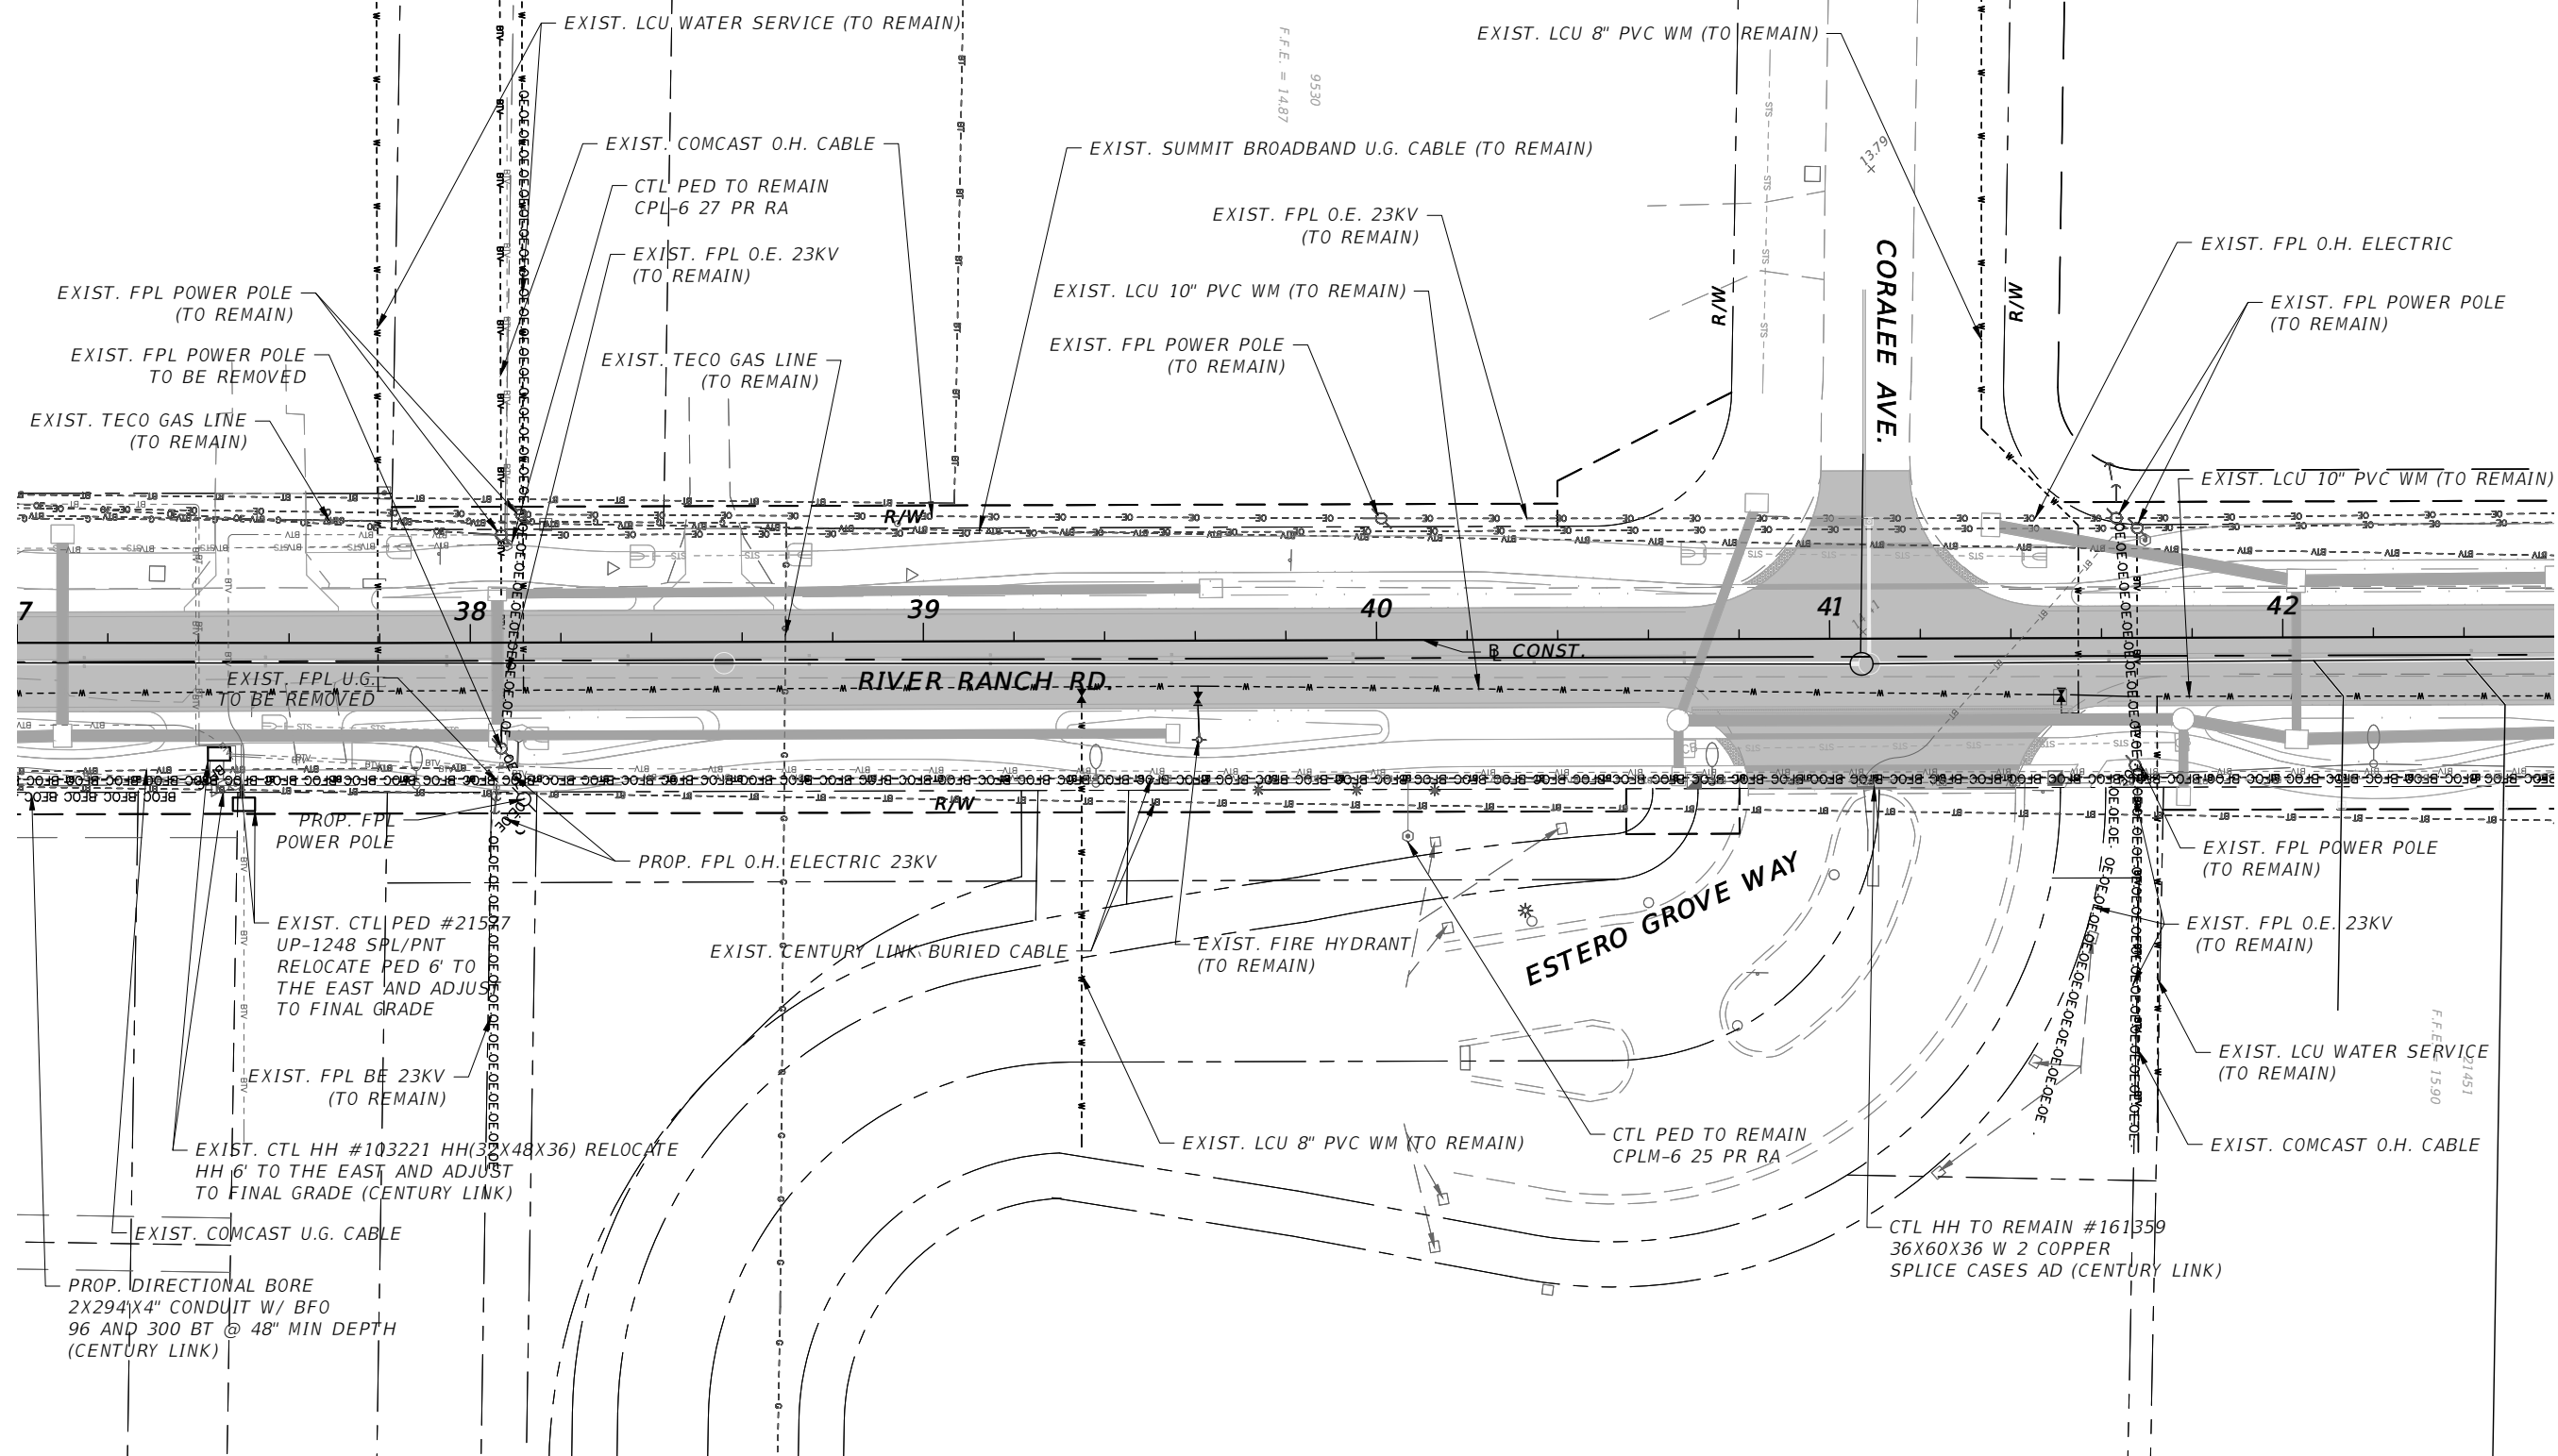 EXIST. LCU WATER SERVICE (TO REMAIN)
EXIST. LCU 8" PVC WM (TO REMAIN)
F.F.E. = 14.87
9530
EXIST. COMCAST O.H. CABLE
EXIST. SUMMIT BROADBAND U.G. CABLE (TO REMAIN)
13.79
CTL PED TO REMAIN
CPL-6 27 PR RA
EXIST. FPL O.E. 23KV
(TO REMAIN)
EXIST. FPL O.H. ELECTRIC
EXIST. FPL O.E. 23KV
(TO REMAIN)
CORALEE AVE.
EXIST. FPL POWER POLE
(TO REMAIN)
EXIST. LCU 10" PVC WM (TO REMAIN)
R/W
R/W
EXIST. FPL POWER POLE
(TO REMAIN)
EXIST. FPL POWER POLE
TO BE REMOVED
EXIST. TECO GAS LINE
(TO REMAIN)
EXIST. FPL POWER POLE
(TO REMAIN)
EXIST. TECO GAS LINE
(TO REMAIN)
EXIST. LCU 10" PVC WM (TO REMAIN)
R/W
7
38
39
40
41
42
BL CONST.
EXIST. FPL U.G.
TO BE REMOVED
RIVER RANCH RD.
R/W
PROP. FPL
POWER POLE
PROP. FPL O.H. ELECTRIC 23KV
EXIST. FPL POWER POLE
(TO REMAIN)
ESTERO GROVE WAY
EXIST. CTL PED #21527
UP-1248 SPL/PNT
RELOCATE PED 6' TO
THE EAST AND ADJUST
TO FINAL GRADE
EXIST. CENTURY LINK BURIED CABLE
EXIST. FIRE HYDRANT
(TO REMAIN)
EXIST. FPL O.E. 23KV
(TO REMAIN)
EXIST. FPL BE 23KV
(TO REMAIN)
EXIST. LCU WATER SERVICE
(TO REMAIN)
F.F.E. = 15.90
21451
EXIST. CTL HH #103221 HH(32X48X36) RELOCATE
HH 6' TO THE EAST AND ADJUST
TO FINAL GRADE (CENTURY LINK)
EXIST. LCU 8" PVC WM (TO REMAIN)
CTL PED TO REMAIN
CPLM-6 25 PR RA
EXIST. COMCAST O.H. CABLE
EXIST. COMCAST U.G. CABLE
CTL HH TO REMAIN #161359
36X60X36 W 2 COPPER
SPLICE CASES AD (CENTURY LINK)
PROP. DIRECTIONAL BORE
2X294'X4" CONDUIT W/ BFO
96 AND 300 BT @ 48" MIN DEPTH
(CENTURY LINK)